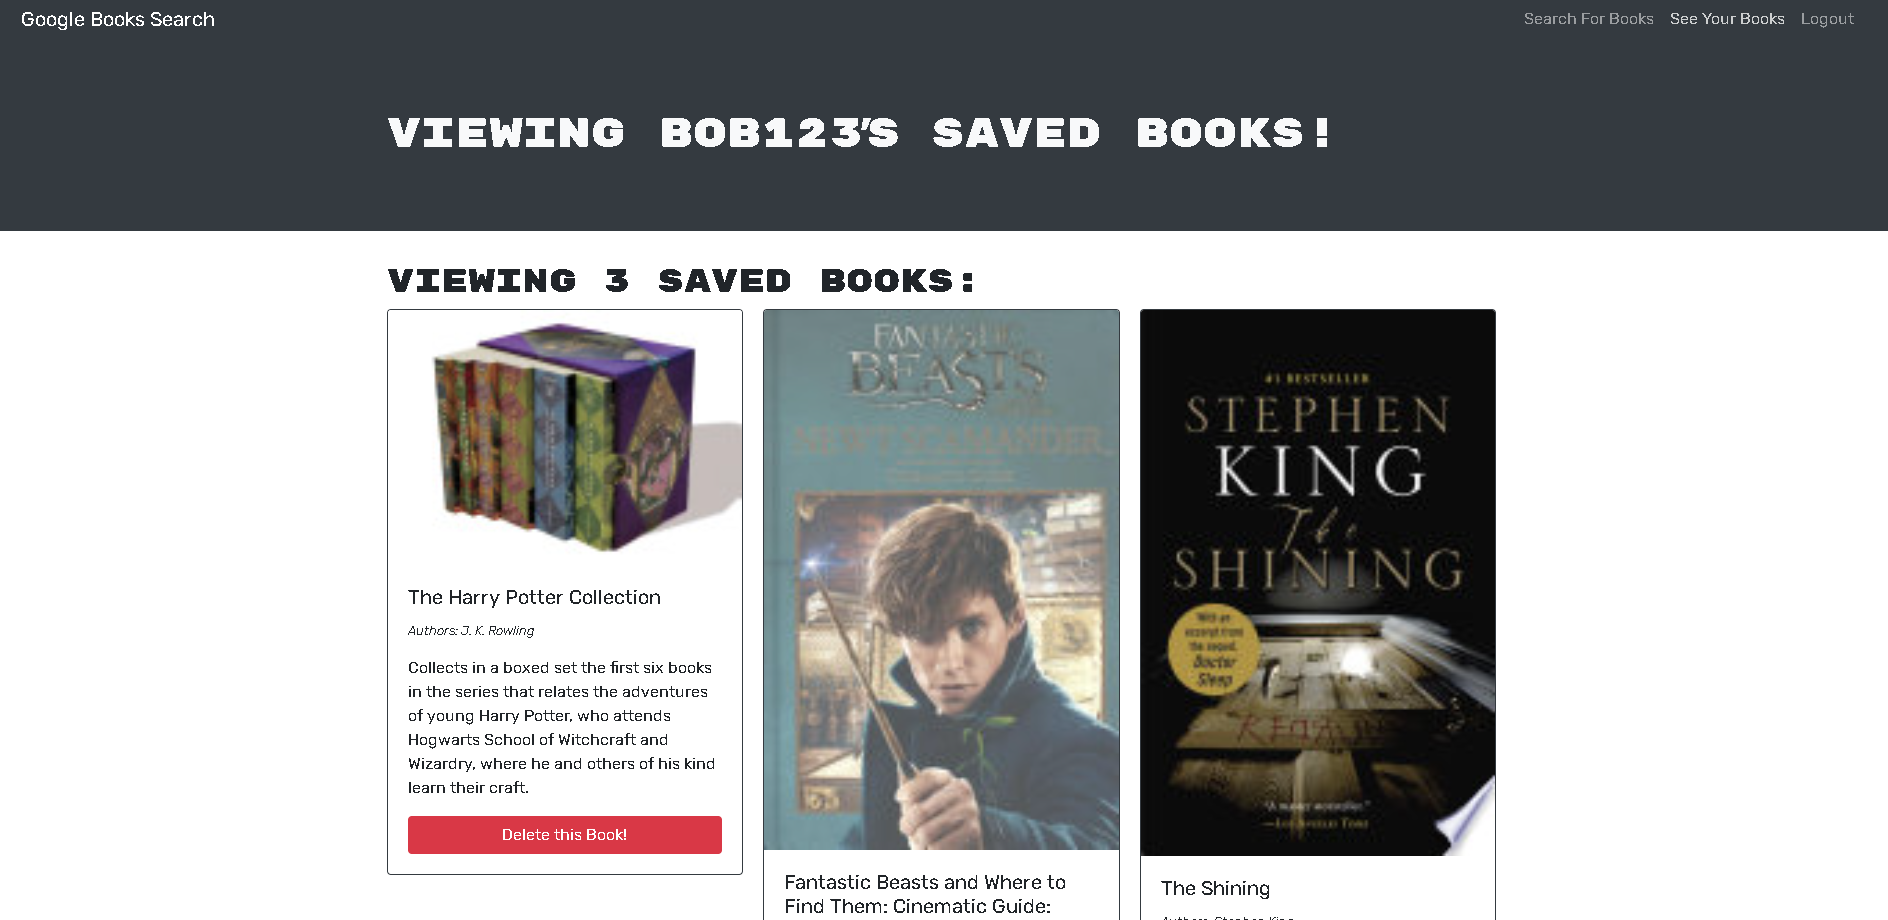 Google Books Search
Search For Books See Your Books Logout
VIEWING BOB123'S SAVED BOOKS!
VIEWING 3 SAVED BOOKS:
The Harry Potter Collection
Authors: J. K. Rowling
Collects in a boxed set the first six books
in the series that relates the adventures
of young Harry Potter, who attends
Hogwarts School of Witchcraft and
Wizardry, where he and others of his kind
learn their craft.
Delete this Book!
FANTASTIC
BEASTS
NEWT SCAMANDER
Fantastic Beasts and Where to
Find Them: Cinematic Guide:
#1 BESTSELLER
STEPHEN
KING
The
SHINING
With an
excerpt from
the sequel,
Doctor
Sleep
"A master storyteller."
—Los Angeles Times
The Shining
Authors: Stephen King